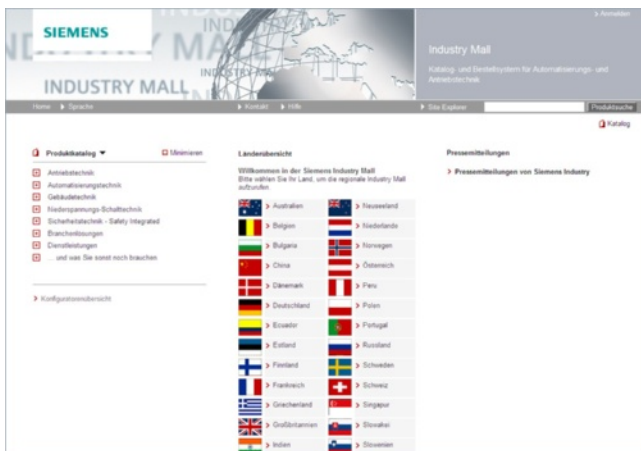 SIEMENS
INDUSTRY MALL
Anmelden
Industry Mall
Katalog- und Bestellsystem für Automatisierungs- und
Antriebstechnik
Home Sprache Kontakt Hilfe Site Explorer Produktsuche
Katalog
Produktkatalog Minimieren
Antriebstechnik
Automatisierungstechnik
Gebäudetechnik
Niederspannungs-Schalttechnik
Sicherheitstechnik - Safety Integrated
Branchenlösungen
Dienstleistungen
... und was Sie sonst noch brauchen
Konfiguratorenübersicht
Länderübersicht
Willkommen in der Siemens Industry Mall
Bitte wählen Sie Ihr Land, um die regionale Industry Mall
aufzurufen
Australien Neuseeland
Belgien Niederlande
Bulgaria Norwegen
China Österreich
Dänemark Peru
Deutschland Polen
Ecuador Portugal
Estland Russland
Finnland Schweden
Frankreich Schweiz
Griechenland Singapur
Großbritannien Slowakei
Indien Slowenien
Pressemitteilungen
Pressemitteilungen von Siemens Industry